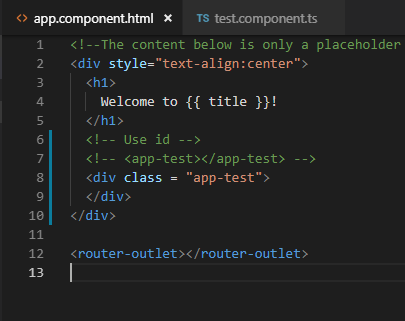 app.component.html
TS test.component.ts
1 <!--The content below is only a placeholder
2 <div style="text-align:center">
3 <h1>
4 Welcome to {{ title }}!
5 </h1>
6 <!-- Use id -->
7 <!-- <app-test></app-test> -->
8 <div class = "app-test">
9 </div>
10 </div>
11
12 <router-outlet></router-outlet>
13